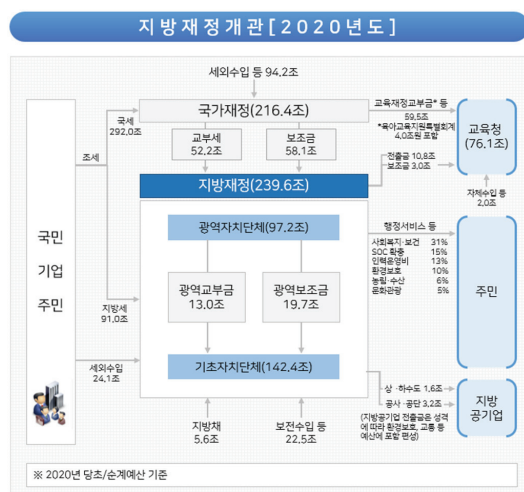 지방재정개관[2020년도]
세외수입 등 94.2조
국가재정(216.4조)
국세
292.0조
교부세
52.2조
보조금
58.1조
교육재정교부금* 등
59.5조
*육아교육지원특별회계
4.0조원 포함
교육청
(76.1조)
조세
지방재정(239.6조)
전출금 10.8조
보조금 3.0조
자체수입 등
2.0조
국민
기업
주민
광역자치단체(97.2조)
광역교부금
13.0조
광역보조금
19.7조
행정서비스 등
사회복지·보건 31%
SOC 확충 15%
인력운영비 13%
환경보호 10%
농림·수산 6%
문화관광 5%
주민
지방세
91.0조
세외수입
24.1조
기초자치단체(142.4조)
상·하수도 1.6조
공사·공단 3.2조
(지방공기업 전출금은 성격
에 따라 환경보호, 교통 등
예산에 포함 편성)
지방
공기업
지방채
5.6조
보전수입 등
22.5조
※ 2020년 당초/순계예산 기준